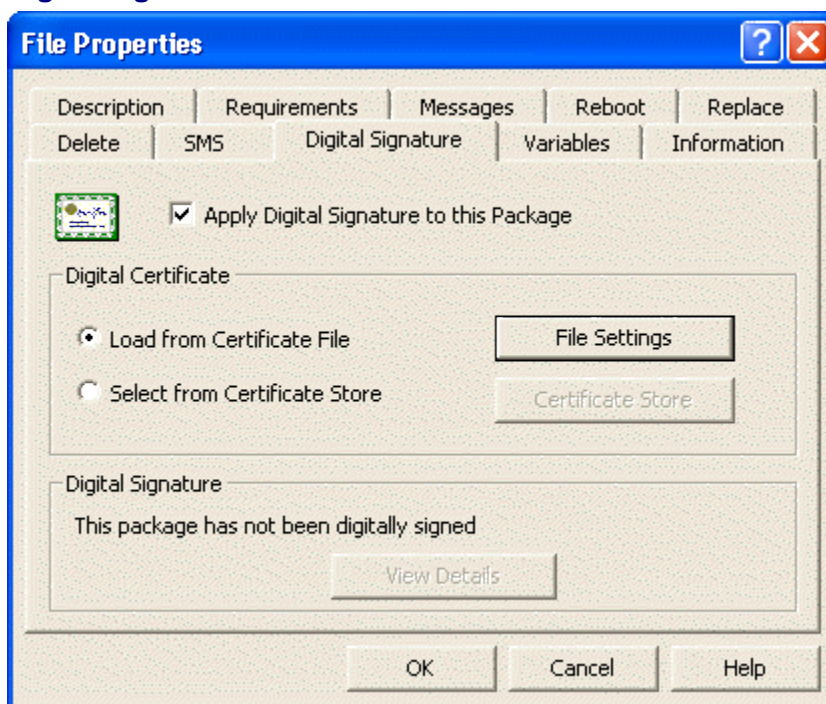 File Properties
Description Requirements Messages Reboot Replace
Delete SMS Digital Signature Variables Information
Apply Digital Signature to this Package
Digital Certificate
Load from Certificate File File Settings
Select from Certificate Store Certificate Store
Digital Signature
This package has not been digitally signed
View Details
OK Cancel Help